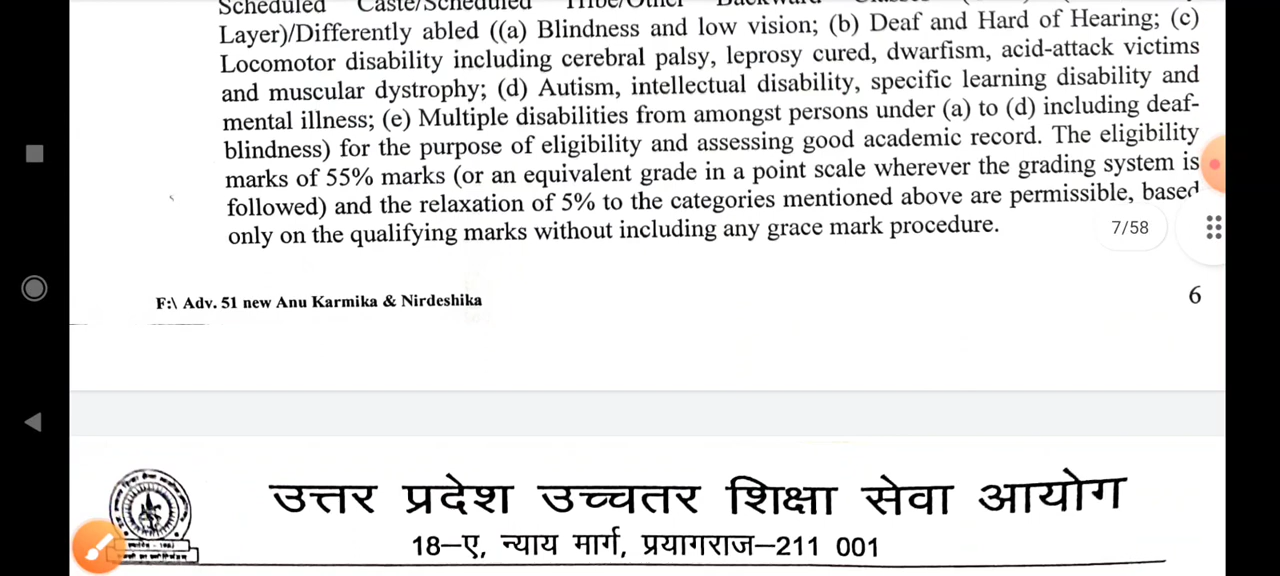 Scheduled Caste/Scheduled Tribe/Other Backward
Layer)/Differently abled ((a) Blindness and low vision; (b) Deaf and Hard of Hearing; (c)
Locomotor disability including cerebral palsy, leprosy cured, dwarfism, acid-attack victims
and muscular dystrophy; (d) Autism, intellectual disability, specific learning disability and
mental illness; (e) Multiple disabilities from amongst persons under (a) to (d) including deaf-
blindness) for the purpose of eligibility and assessing good academic record. The eligibility
marks of 55% marks (or an equivalent grade in a point scale wherever the grading system is
followed) and the relaxation of 5% to the categories mentioned above are permissible, based
only on the qualifying marks without including any grace mark procedure.
7/58
F:\ Adv. 51 new Anu Karmika & Nirdeshika
6
उत्तर प्रदेश उच्चतर शिक्षा सेवा आयोग
18–ए, न्याय मार्ग, प्रयागराज–211 001